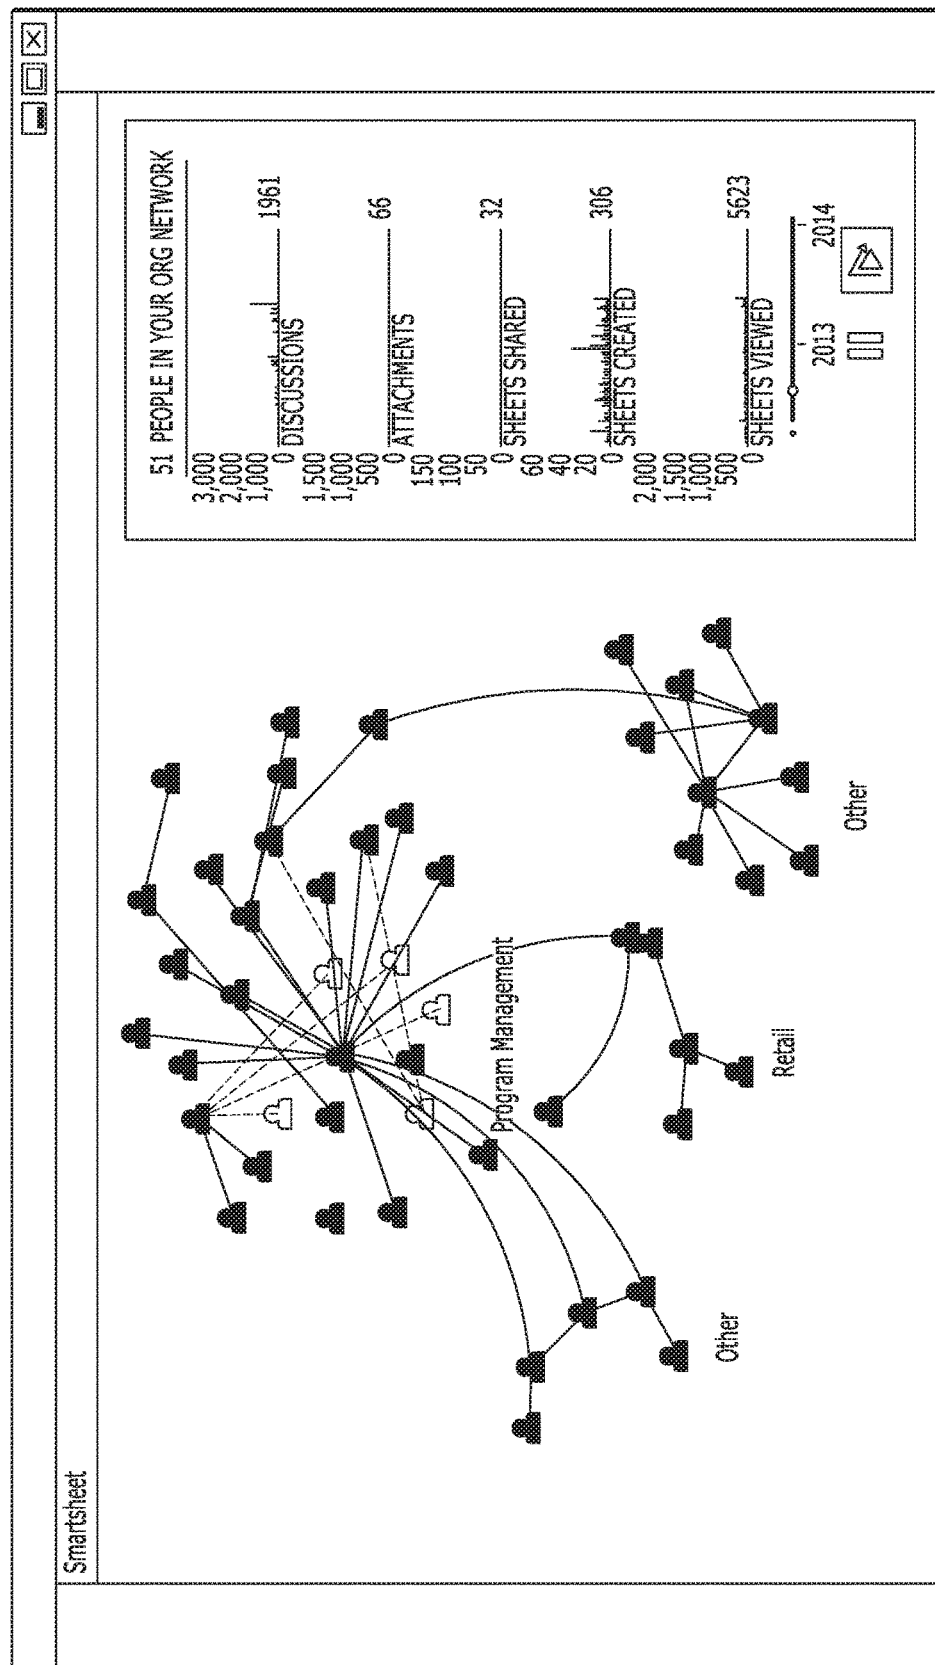 Smartsheet
51 PEOPLE IN YOUR ORG NETWORK
3,000
2,000
1,000
0
1961
DISCUSSIONS
1,500
1,000
500
0
66
ATTACHMENTS
150
100
50
0
32
SHEETS SHARED
60
40
20
0
306
SHEETS CREATED
2,000
1,500
1,000
500
0
5623
SHEETS VIEWED
2013
2014
Program Management
Other
Retail
Other